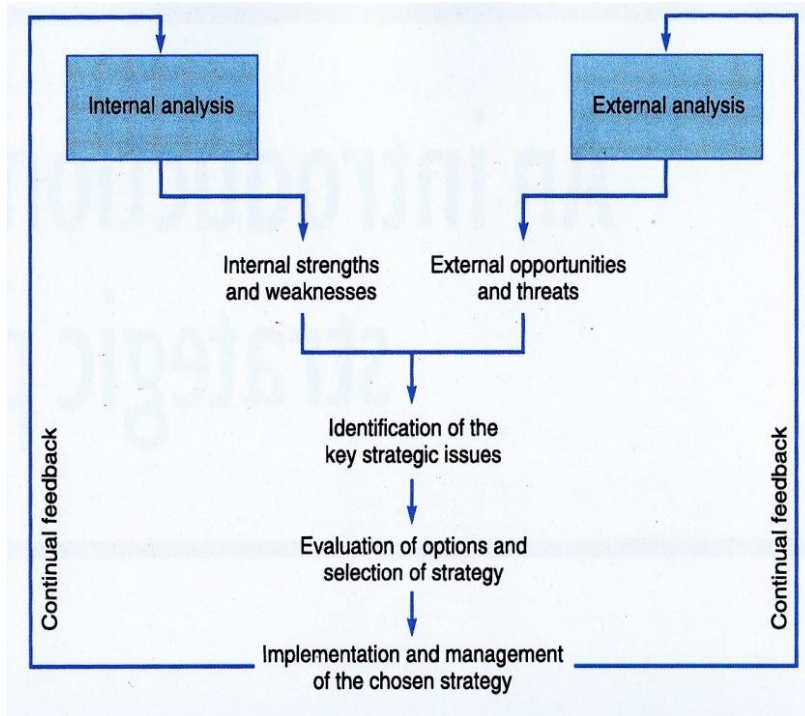 Internal analysis
External analysis
Internal strengths
and weaknesses
External opportunities
and threats
Identification of the
key strategic issues
Evaluation of options and
selection of strategy
Implementation and management
of the chosen strategy
Continual feedback
Continual feedback